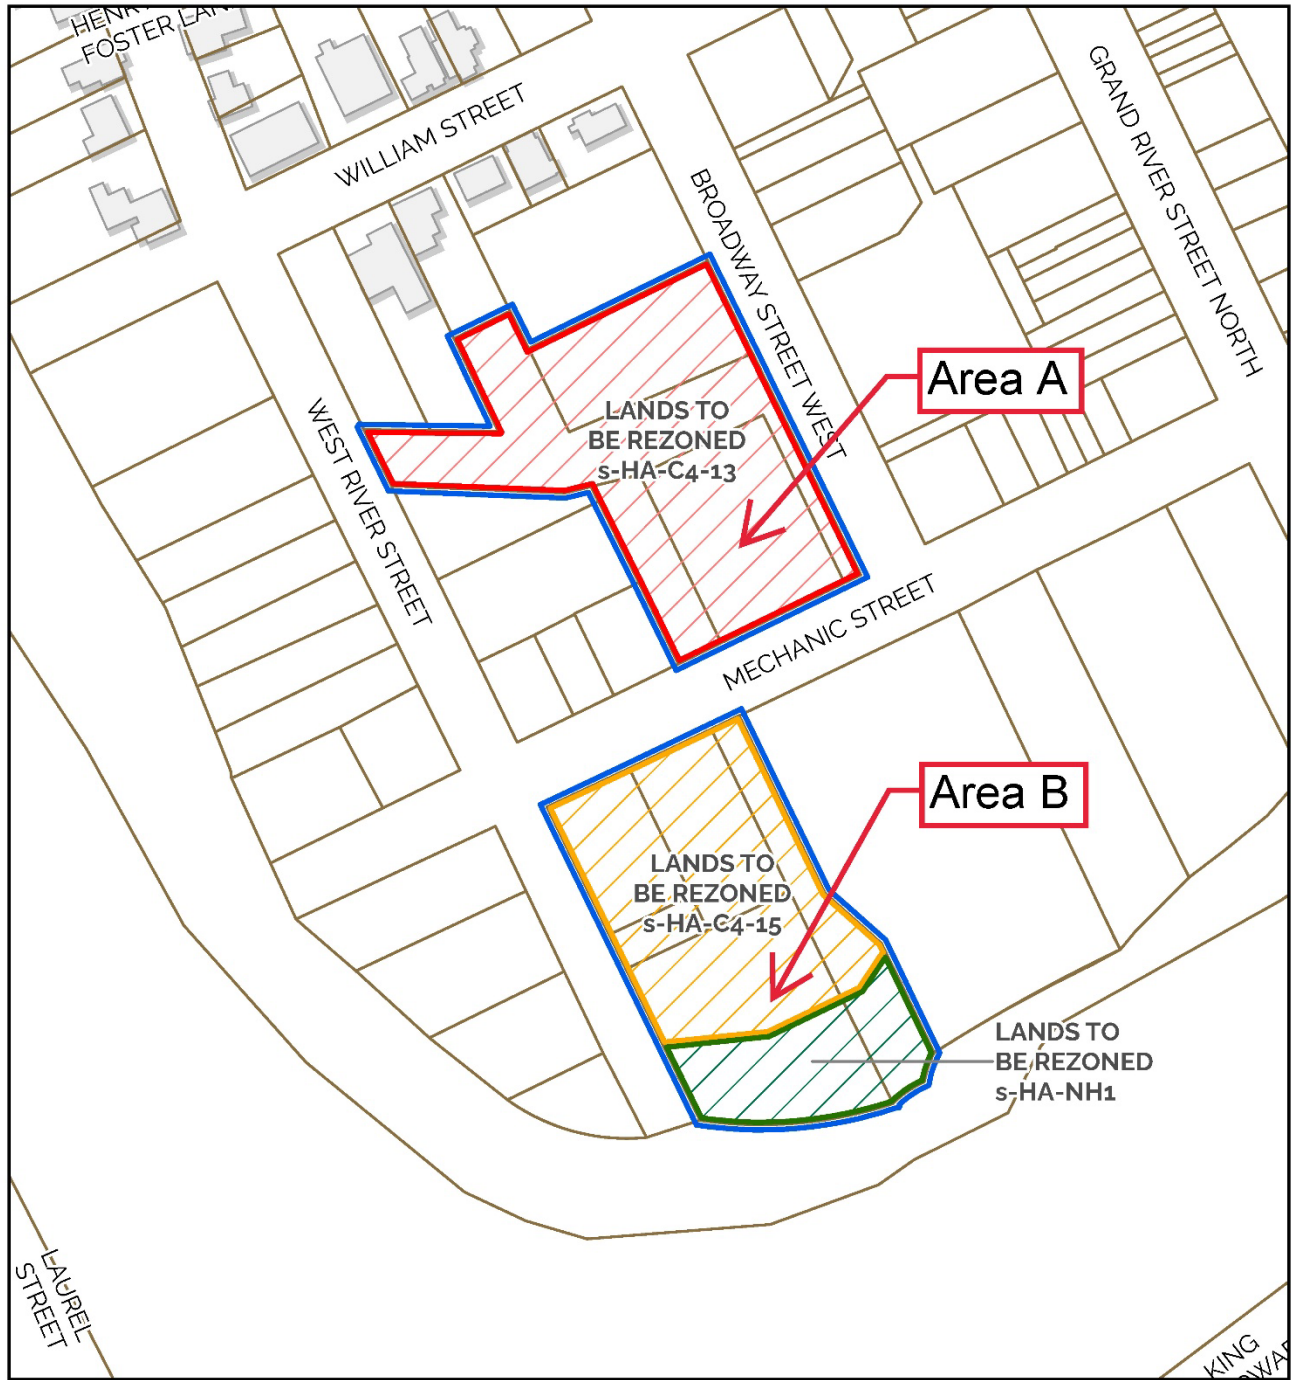 HENRY
FOSTER LANE
WILLIAM STREET
GRAND RIVER STREET NORTH
BROADWAY STREET WEST
Area A
LANDS TO
BE REZONED
s-HA-C4-13
WEST RIVER STREET
MECHANIC STREET
Area B
LANDS TO
BE REZONED
s-HA-C4-15
LANDS TO
BE REZONED
s-HA-NH1
LAUREL
STREET
KING